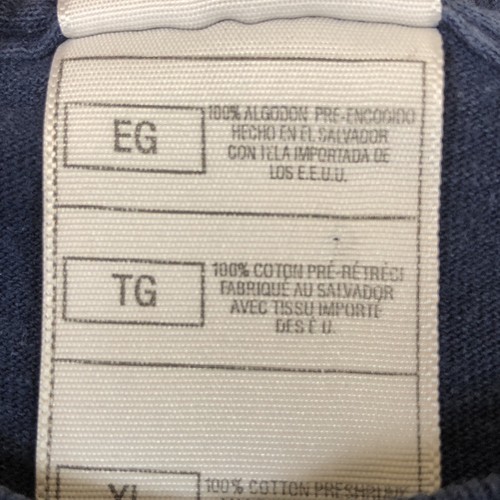 EG
100% ALGODON PRE-ENCOGIDO
HECHO EN EL SALVADOR
CON TELA IMPORTADA DE
LOS E.E.U.U.
TG
100% COTON PRÉ-RÉTRÉCI
FABRIQUÉ AU SALVADOR
AVEC TISSU IMPORTÉ
DES É U.
XL
100% COTTON PRESHRUNK